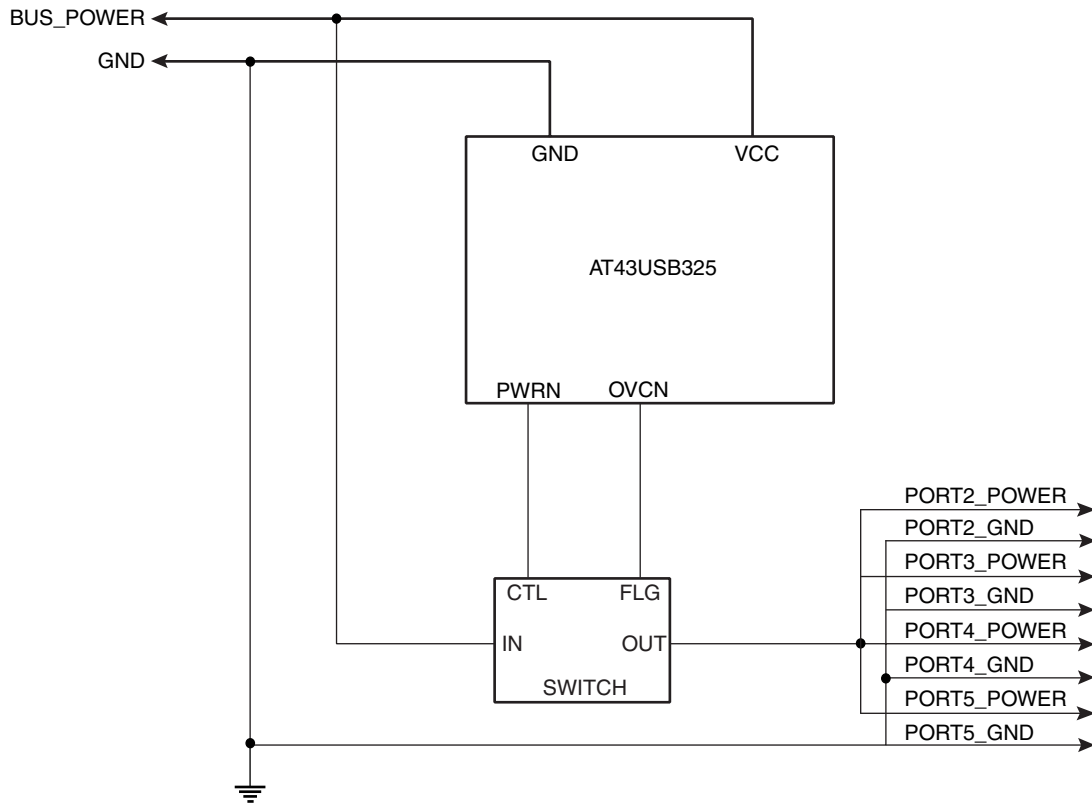 BUS_POWER
GND
GND
VCC
AT43USB325
PWRN
OVCN
PORT2_POWER
PORT2_GND
PORT3_POWER
PORT3_GND
PORT4_POWER
PORT4_GND
PORT5_POWER
PORT5_GND
CTL
FLG
IN
OUT
SWITCH